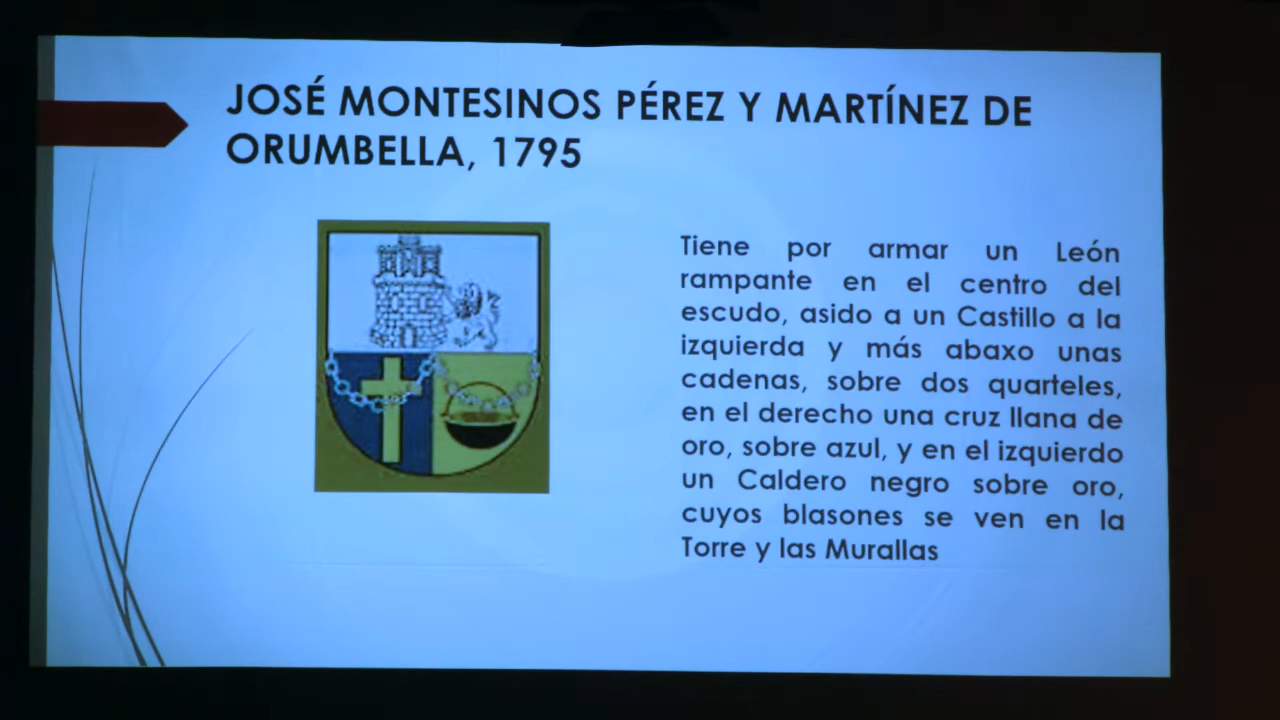 JOSÉ MONTESINOS PÉREZ Y MARTÍNEZ DE
ORUMBELLA, 1795
Tiene por armar un León
rampante en el centro del
escudo, asido a un Castillo a la
izquierda y más abaxo unas
cadenas, sobre dos quarteles,
en el derecho una cruz llana de
oro, sobre azul, y en el izquierdo
un Caldero negro sobre oro,
cuyos blasones se ven en la
Torre y las Murallas